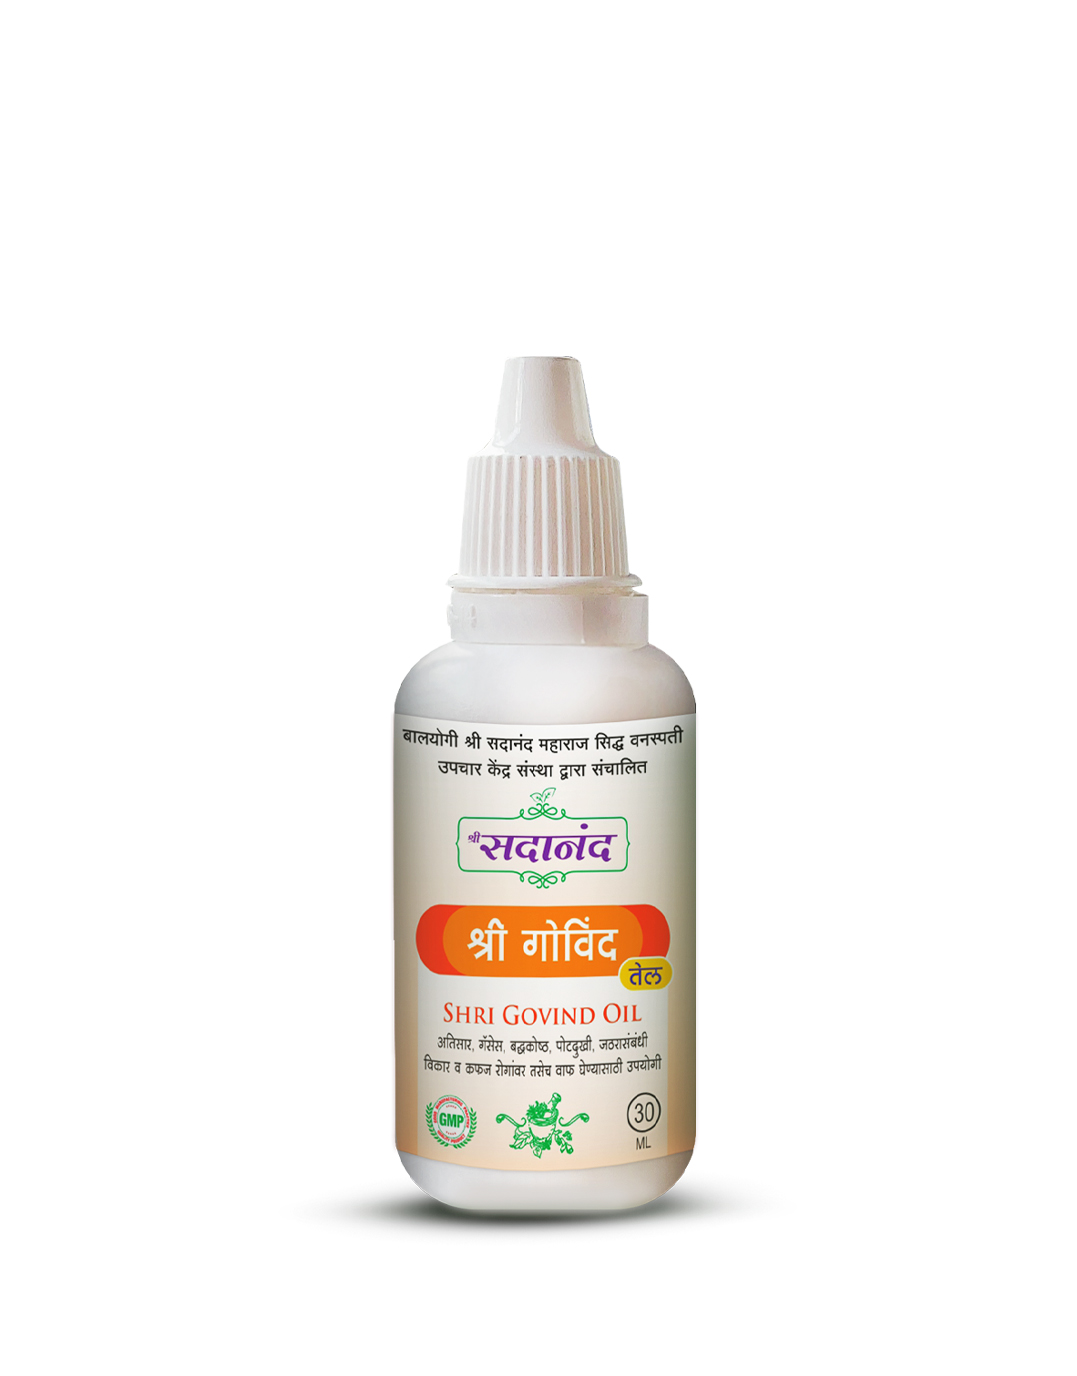 बालयोगी श्री सदानंद महाराज सिद्ध वनस्पती
उपचार केंद्र संस्था द्वारा संचालित
श्री सदानंद
श्री गोविंद
तेल
SHRI GOVIND OIL
अतिसार, गॅसेस, बद्धकोष्ठ, पोटदुखी, जठरासंबंधी
विकार व कफज रोगांवर तसेच वाफ घेण्यासाठी उपयोगी
GMP
30
ML